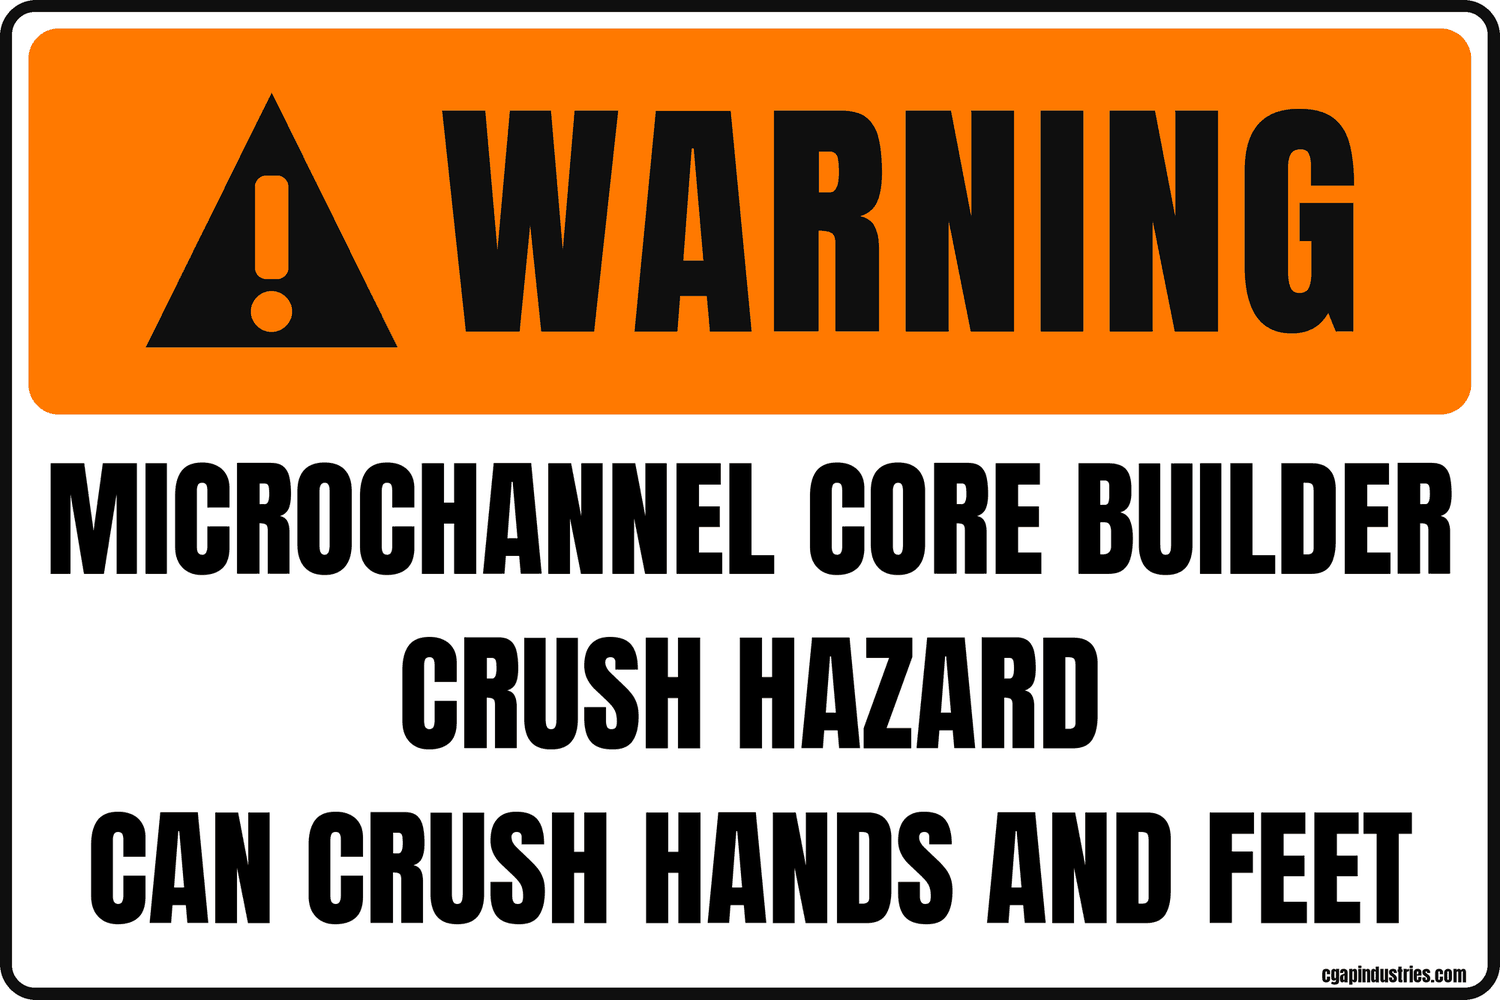 WARNING
MICROCHANNEL CORE BUILDER
CRUSH HAZARD
CAN CRUSH HANDS AND FEET
cgapindustries.com